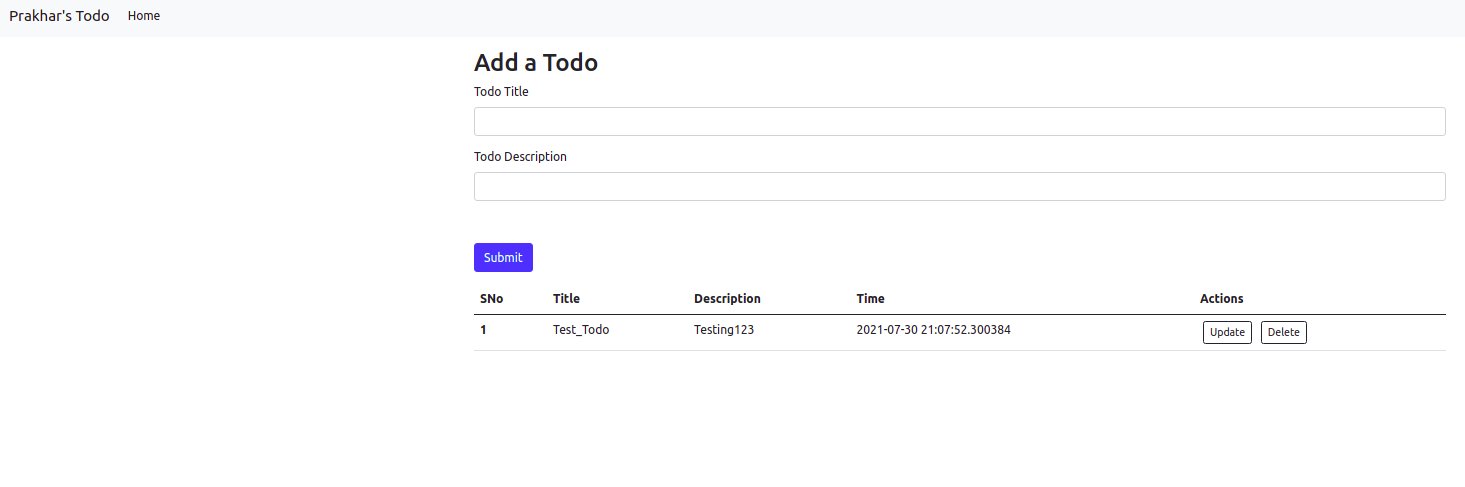 Prakhar's Todo Home
Add a Todo
Todo Title
Todo Description
Submit
SNo Title Description Time Actions
1 Test_Todo Testing123 2021-07-30 21:07:52.300384 Update Delete